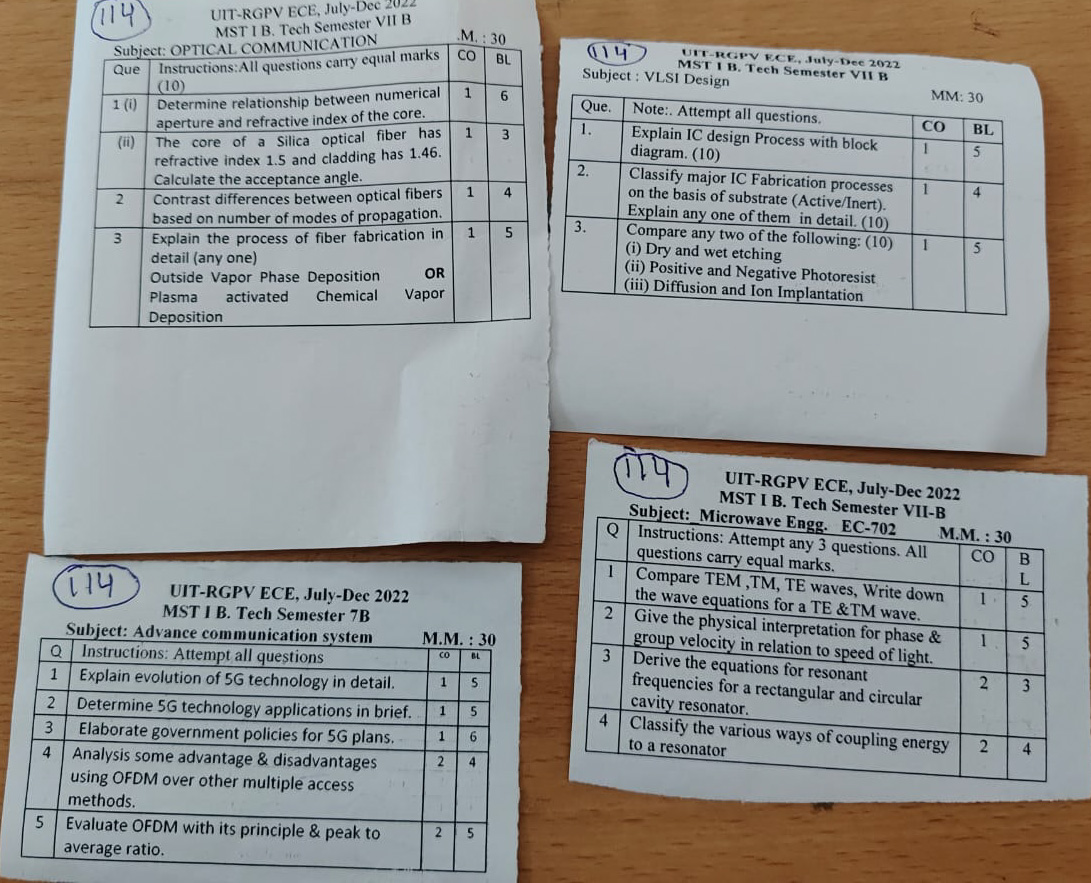 114
UIT-RGPV ECE, July-Dec 2022
MST I B. Tech Semester VII B
Subject: OPTICAL COMMUNICATION .M. : 30
Que Instructions:All questions carry equal marks CO BL
(10)
1 (i) Determine relationship between numerical 1 6
aperture and refractive index of the core.
(ii) The core of a Silica optical fiber has 1 3
refractive index 1.5 and cladding has 1.46.
Calculate the acceptance angle.
2 Contrast differences between optical fibers 1 4
based on number of modes of propagation.
3 Explain the process of fiber fabrication in 1 5
detail (any one)
Outside Vapor Phase Deposition OR
Plasma activated Chemical Vapor
Deposition
114
UIT-RGPV ECE, July-Dec 2022
MST I B. Tech Semester VII B
Subject : VLSI Design
MM: 30
Que. Note:. Attempt all questions. CO BL
1. Explain IC design Process with block 1 5
diagram. (10)
2. Classify major IC Fabrication processes 1 4
on the basis of substrate (Active/Inert).
Explain any one of them in detail. (10)
3. Compare any two of the following: (10) 1 5
(i) Dry and wet etching
(ii) Positive and Negative Photoresist
(iii) Diffusion and Ion Implantation
114
UIT-RGPV ECE, July-Dec 2022
MST I B. Tech Semester 7B
Subject: Advance communication system M.M. : 30
Q Instructions: Attempt all questions CO BL
1 Explain evolution of 5G technology in detail. 1 5
2 Determine 5G technology applications in brief. 1 5
3 Elaborate government policies for 5G plans. 1 6
4 Analysis some advantage & disadvantages 2 4
using OFDM over other multiple access
methods.
5 Evaluate OFDM with its principle & peak to 2 5
average ratio.
114
UIT-RGPV ECE, July-Dec 2022
MST I B. Tech Semester VII-B
Subject: Microwave Engg. EC-702 M.M. : 30
Q Instructions: Attempt any 3 questions. All CO B
questions carry equal marks. L
1 Compare TEM ,TM, TE waves, Write down 1 5
the wave equations for a TE &TM wave.
2 Give the physical interpretation for phase & 1 5
group velocity in relation to speed of light.
3 Derive the equations for resonant 2 3
frequencies for a rectangular and circular
cavity resonator.
4 Classify the various ways of coupling energy 2 4
to a resonator